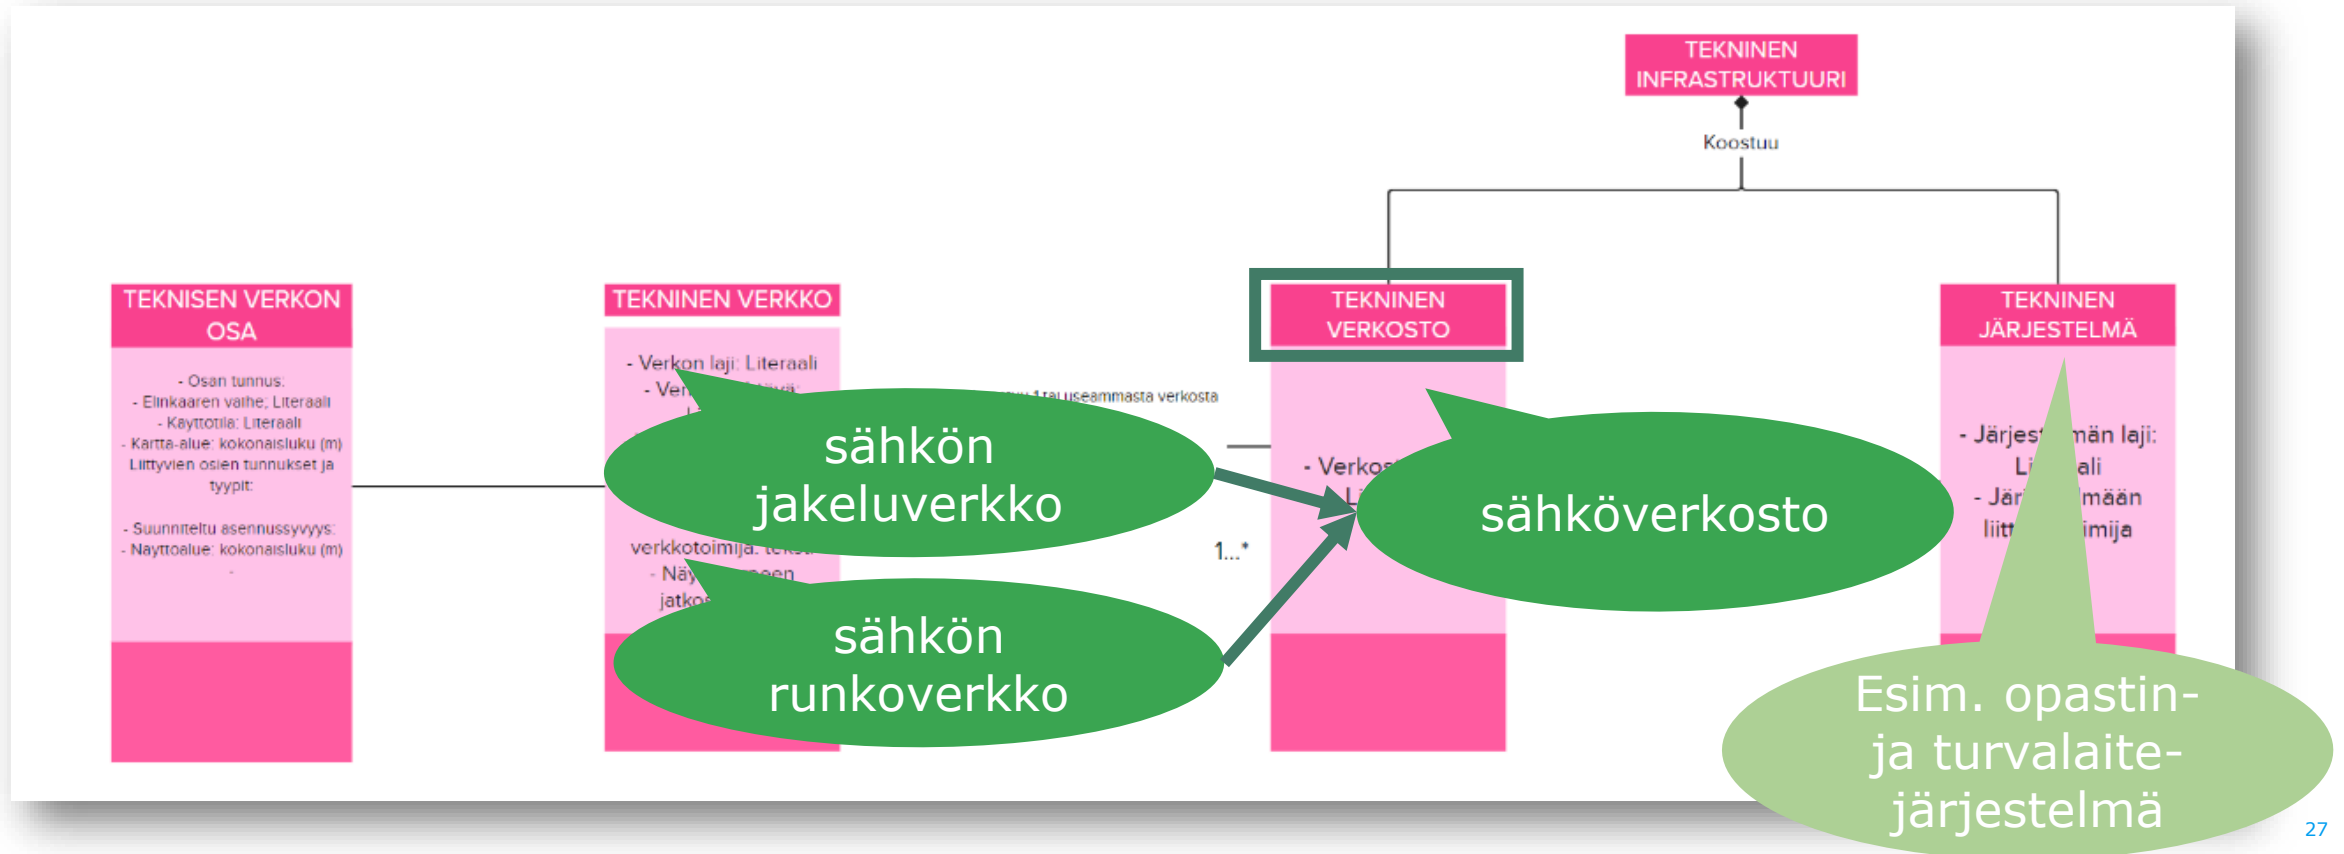 TEKNINEN
INFRASTRUKTUURI
Koostuu
TEKNISEN VERKON
OSA
- Osan tunnus:
- Elinkaaren vaihe; Literaali
- Käyttötila: Literaali
- Kartta-alue: kokonaisluku (m)
Liittyvien osien tunnukset ja
tyypit:
- Suunniteltu asennussyvyys:
- Näyttöalue: kokonaisluku (m)
-
TEKNINEN VERKKO
- Verkon laji: Literaali
verkkotoimija:
1 tai useammasta verkosta
1...*
TEKNINEN
VERKOSTO
TEKNINEN
JÄRJESTELMÄ
laji:
- Järjestelmään
sähkön
jakeluverkko
sähkön
runkoverkko
sähköverkosto
Esim. opastin-
ja turvalaite-
järjestelmä
27